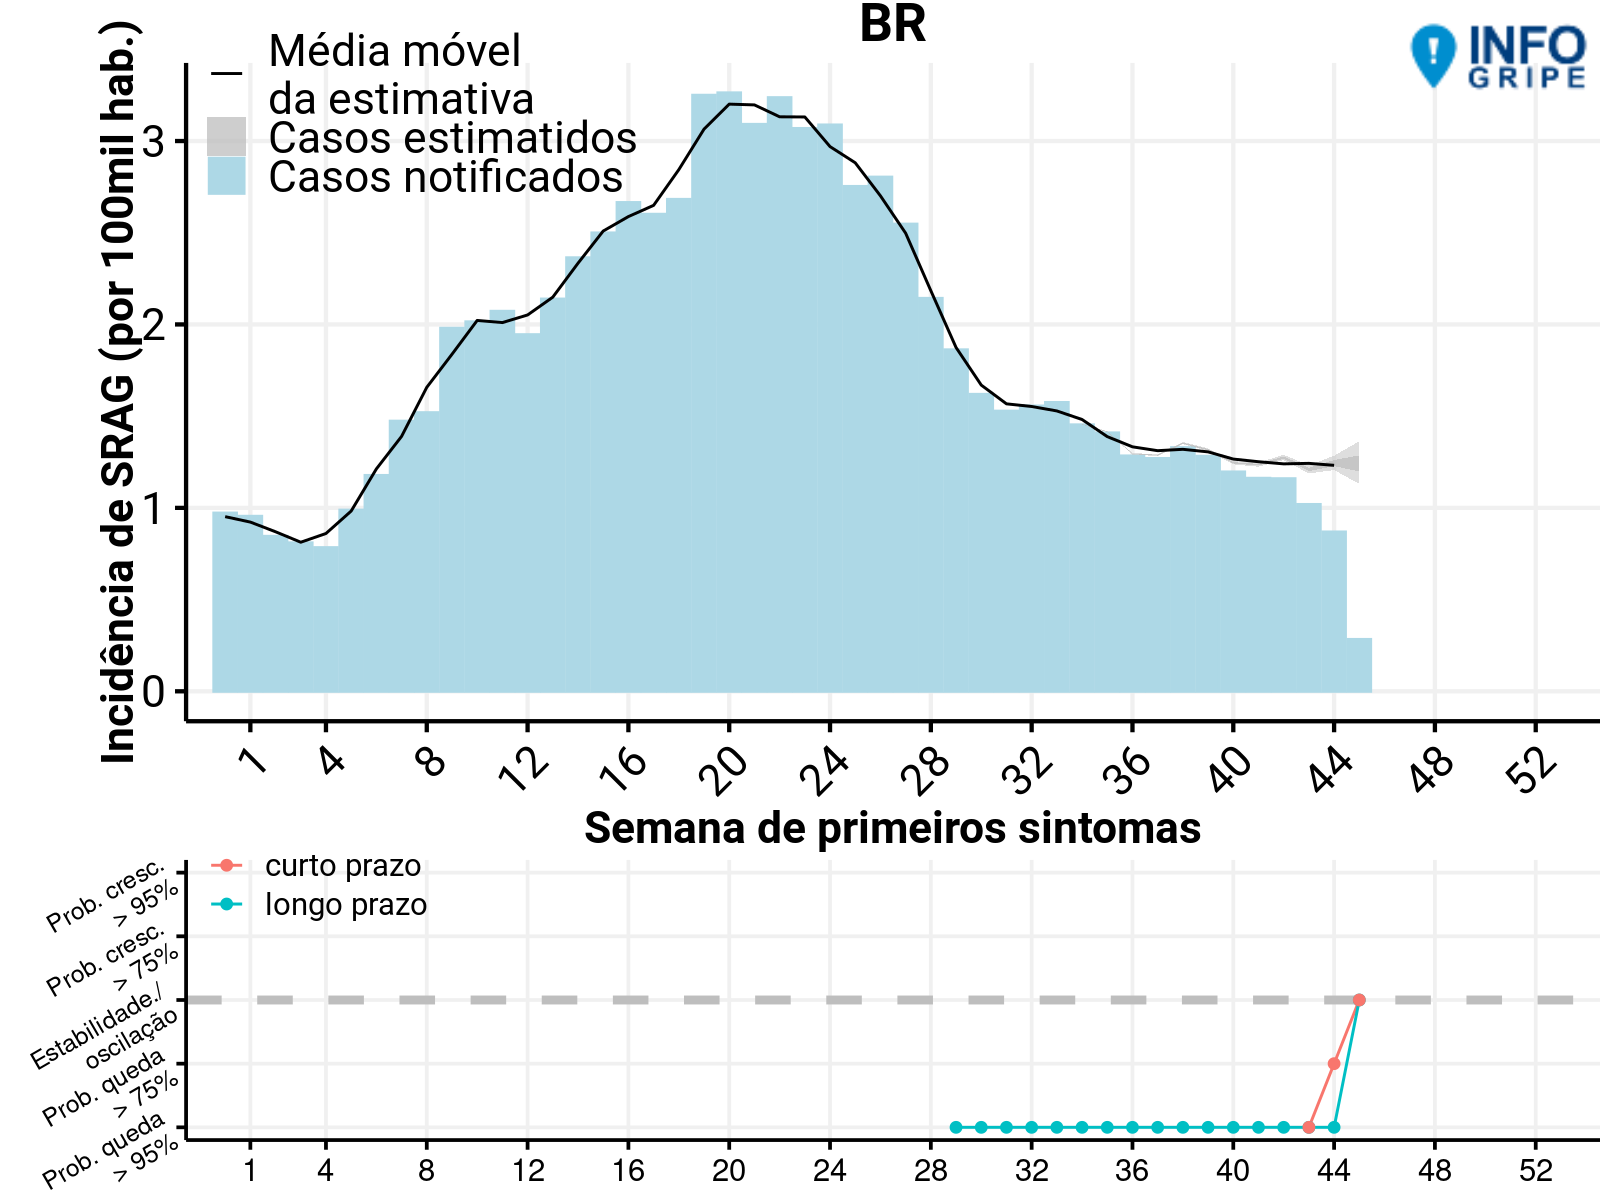 BR
INFO
GRIPE
Média móvel
da estimativa
Casos estimatidos
Casos notificados
Incidência de SRAG (por 100mil hab.)
3
2
1
0
1 4 8 12 16 20 24 28 32 36 40 44 48 52
Semana de primeiros sintomas
curto prazo
longo prazo
Prob. cresc.
> 95%
Prob. cresc.
> 75%
Estabilidade./
oscilação
Prob. queda
> 75%
Prob. queda
> 95%
1 4 8 12 16 20 24 28 32 36 40 44 48 52